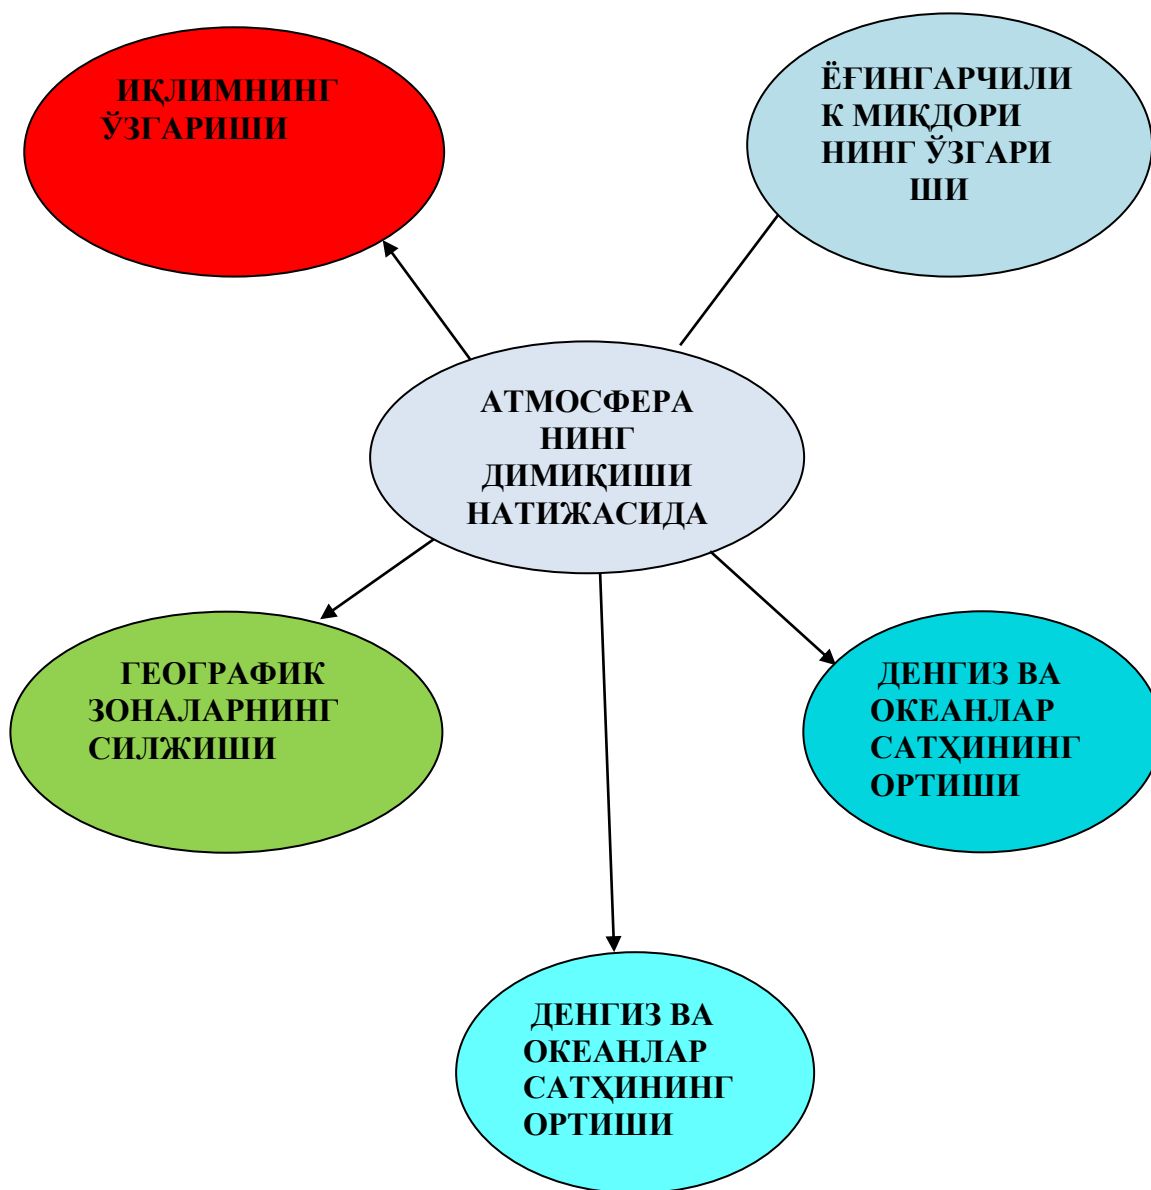 ИҚЛИМНИНГ
ЎЗГАРИШИ
ЁҒИНГАРЧИЛИ
К МИҚДОРИ
НИНГ ЎЗГАРИ
ШИ
АТМОСФЕРА
НИНГ
ДИМИҚИШИ
НАТИЖАСИДА
ГЕОГРАФИК
ЗОНАЛАРНИНГ
СИЛЖИШИ
ДЕНГИЗ ВА
ОКЕАНЛАР
САТҲИНИНГ
ОРТИШИ
ДЕНГИЗ ВА
ОКЕАНЛАР
САТҲИНИНГ
ОРТИШИ